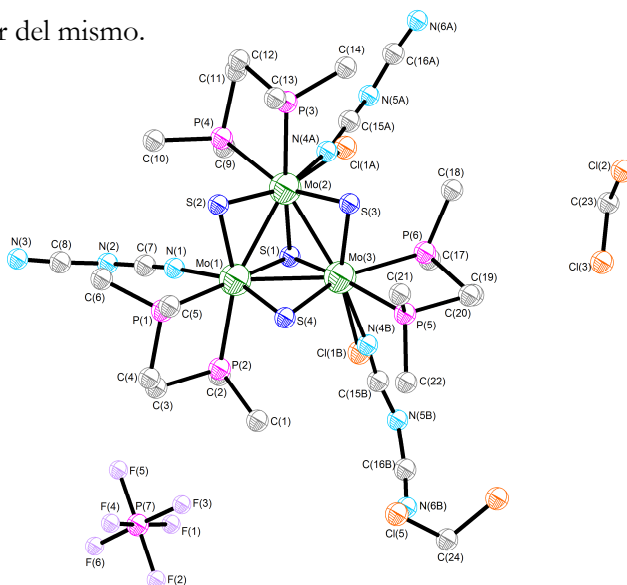 r del mismo.
N(6A)
C(12) C(14)
C(16A)
C(11) C(13) N(5A)
P(4) P(3) C(15A)
N(4A)
C(10) C(9) Cl(1A)
Mo(2) C(18) Cl(2)
S(2) S(3) C(23)
P(6)
N(3) C(8) N(2) C(7) N(1) S(1) Mo(3) C(17)
Mo(1) C(21) C(19) Cl(3)
C(6) C(20)
P(1) C(5) S(4) P(5)
N(4B)
Cl(1B)
C(4) P(2) C(22)
C(3) C(2) C(15B)
C(1) N(5B)
C(16B)
F(5)
P(7) F(3) N(6B)
F(4) F(1) Cl(5)
F(6) C(24)
F(2)